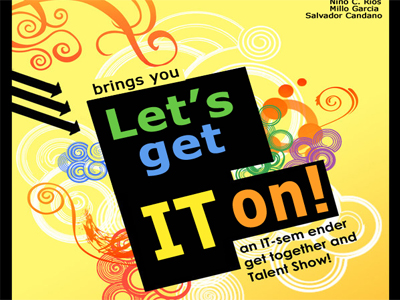 Niño C. Rios
Millo Garcia
Salvador Candano
brings you
Let's
get
IT on!
an IT-sem ender
get together and
Talent Show!